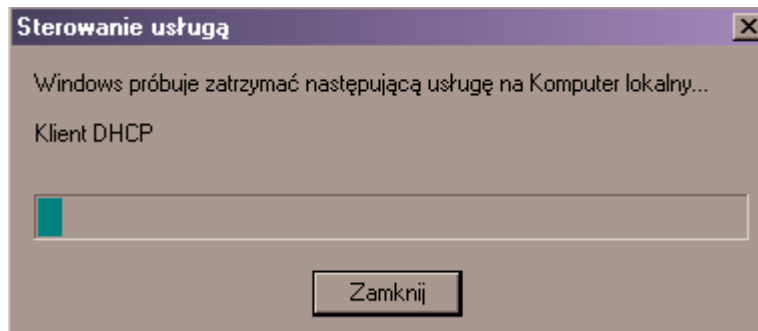 Sterowanie usługą
Windows próbuje zatrzymać następującą usługę na Komputer lokalny...
Klient DHCP
Zamknij